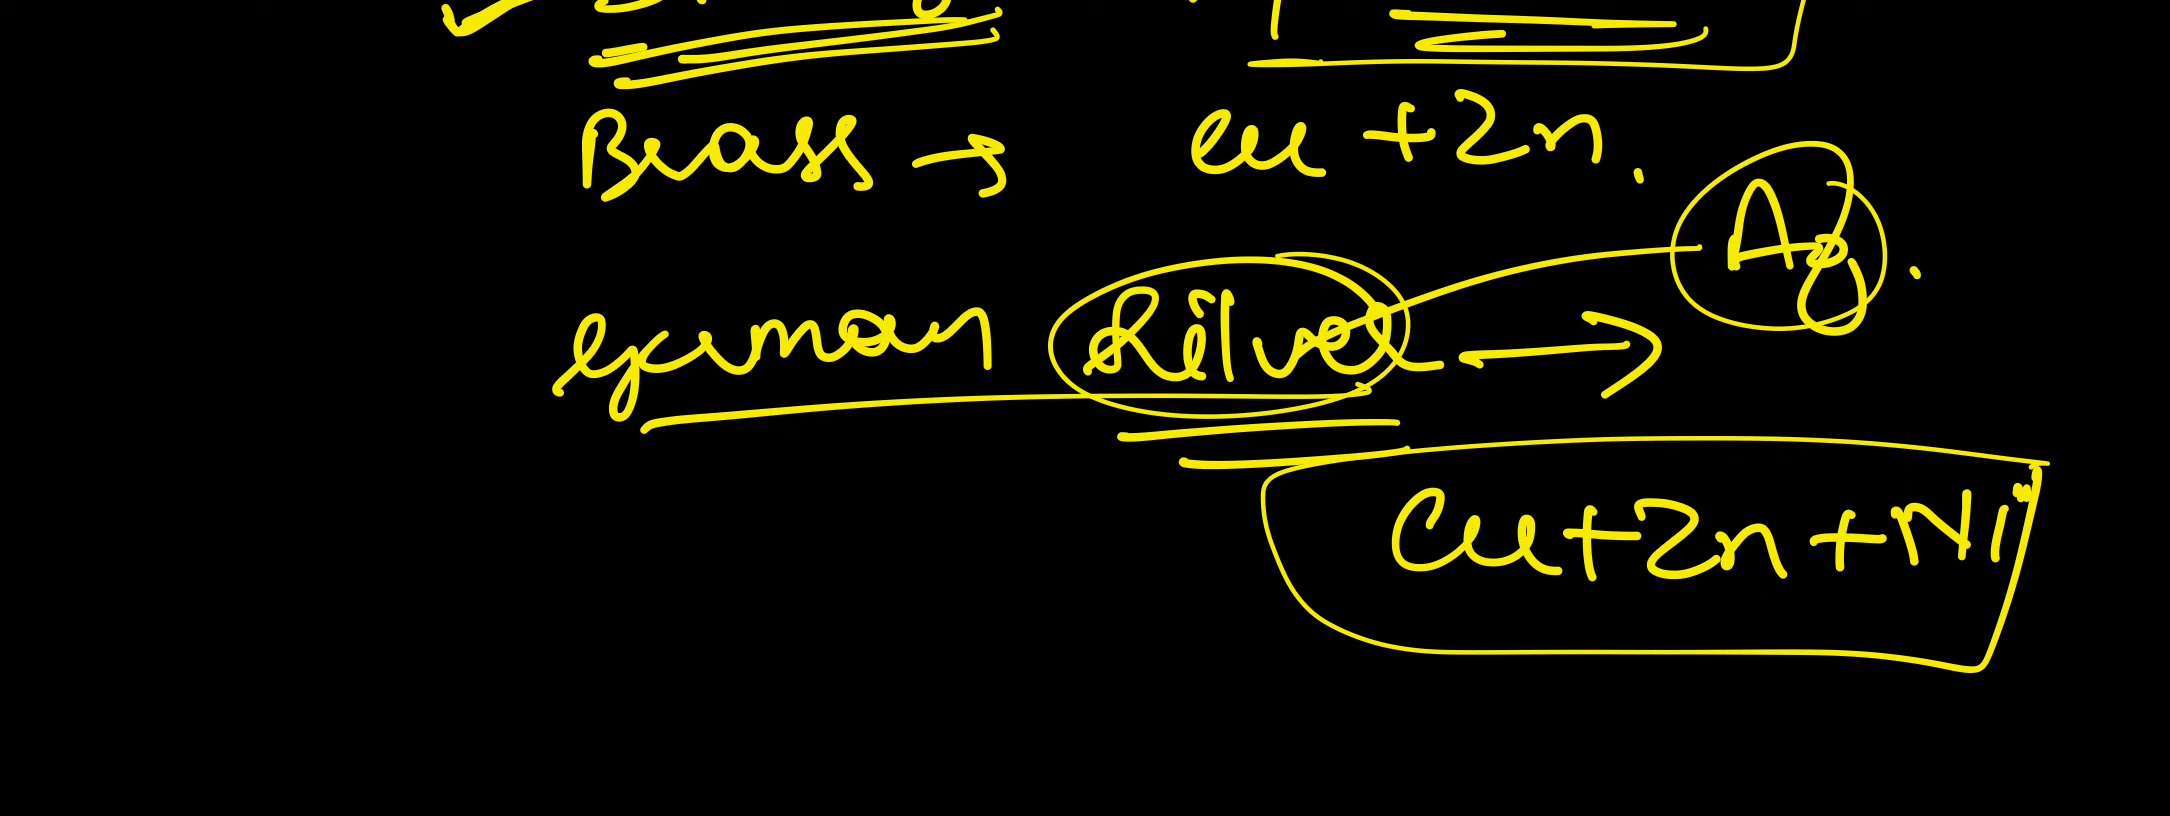 Brass → Cu + Zn.
Ag.
German Silver →
Cu + Zn + Ni